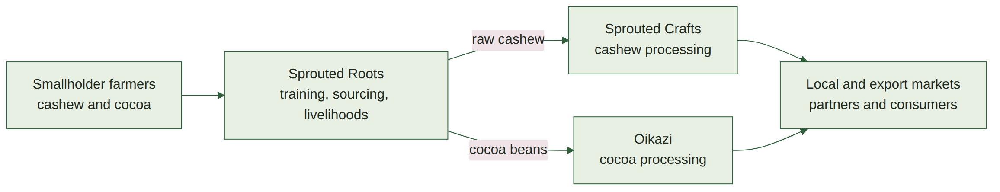 Smallholder farmers
cashew and cocoa
Sprouted Roots
training, sourcing,
livelihoods
raw cashew
cocoa beans
Sprouted Crafts
cashew processing
Oikazi
cocoa processing
Local and export markets
partners and consumers